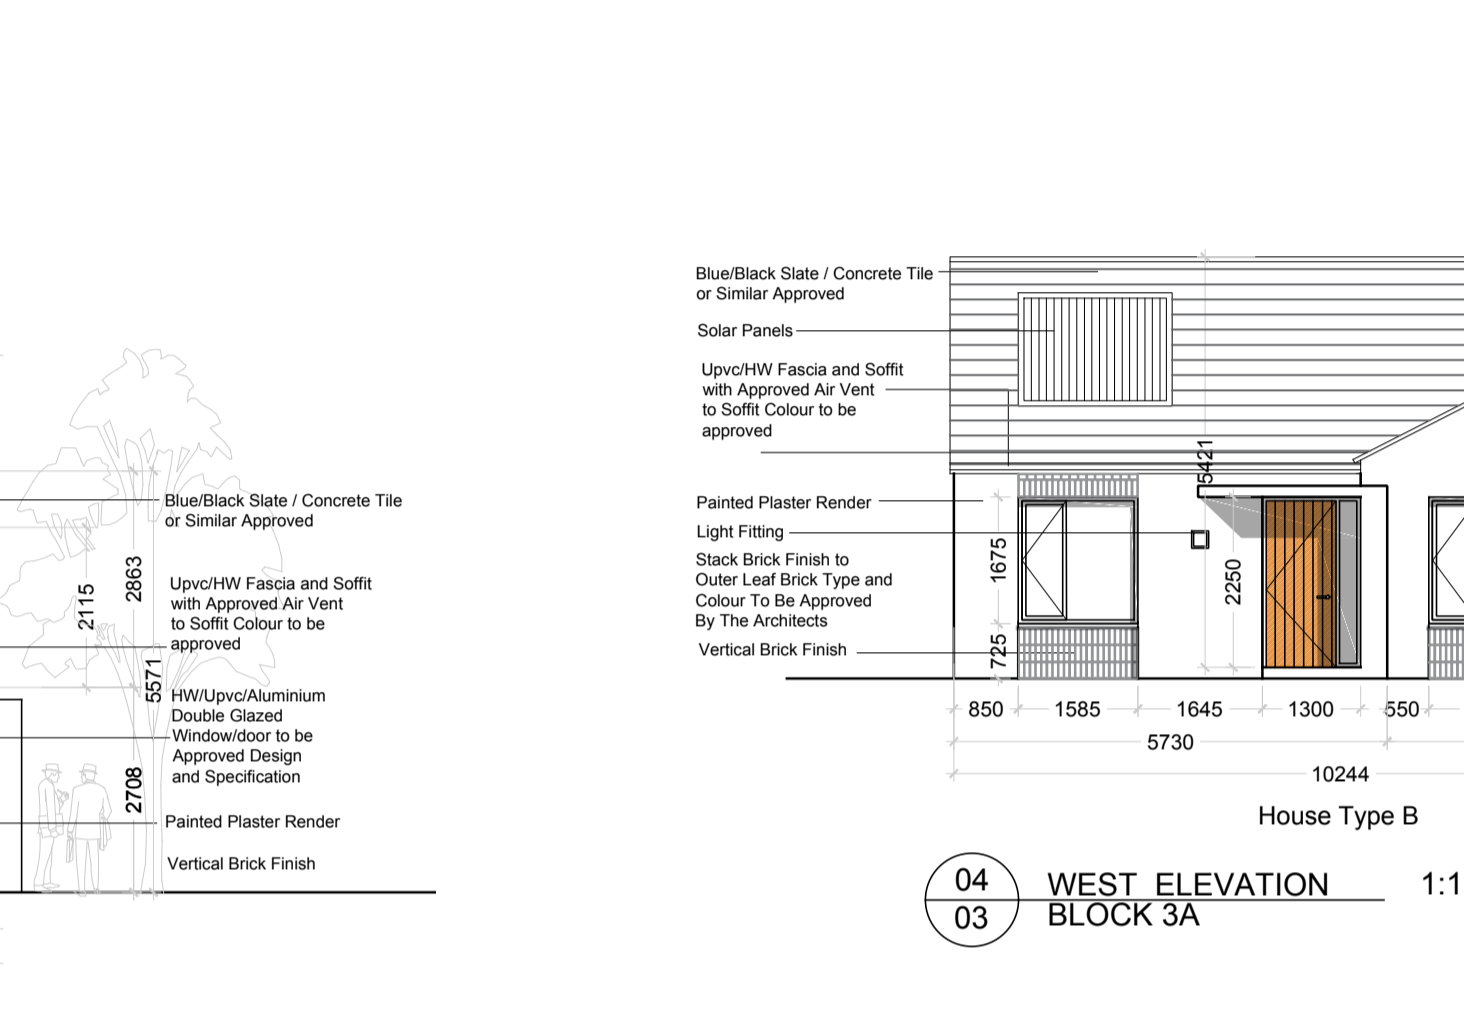 Blue/Black Slate / Concrete Tile
or Similar Approved
2863
2115
Upvc/HW Fascia and Soffit
with Approved Air Vent
to Soffit Colour to be
approved
5571
HW/Upvc/Aluminium
Double Glazed
Window/door to be
Approved Design
and Specification
2708
Painted Plaster Render
Vertical Brick Finish
Blue/Black Slate / Concrete Tile
or Similar Approved
Solar Panels
Upvc/HW Fascia and Soffit
with Approved Air Vent
to Soffit Colour to be
approved
5421
Painted Plaster Render
Light Fitting
Stack Brick Finish to
Outer Leaf Brick Type and
Colour To Be Approved
By The Architects
Vertical Brick Finish
1675
725
2250
850 1585 1645 1300 550
5730
10244
House Type B
04
03
WEST ELEVATION
BLOCK 3A
1:1